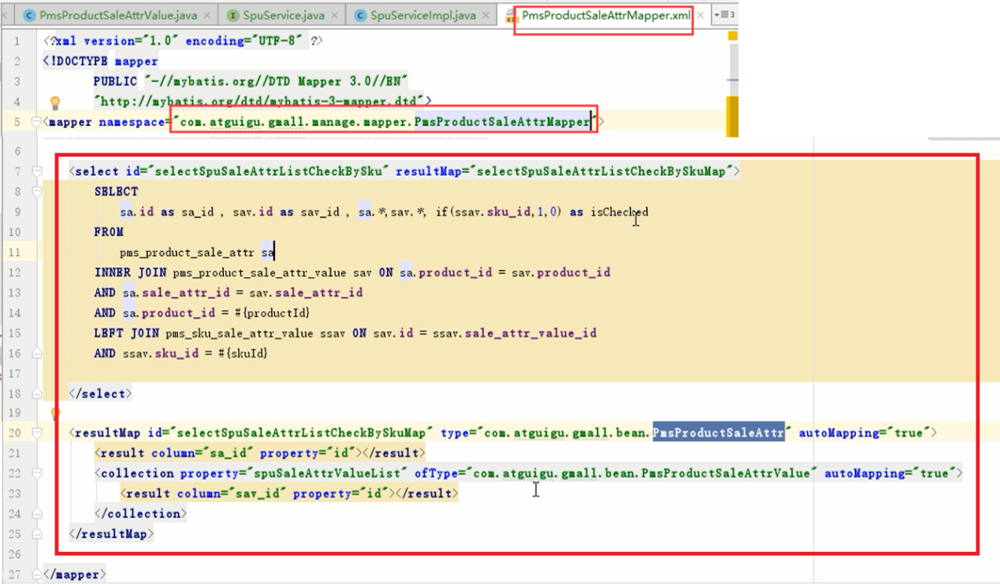 PmsProductSaleAttrValue.java × SpuService.java × SpuServiceImpl.java × PmsProductSaleAttrMapper.xml × 3
1 <?xml version="1.0" encoding="UTF-8" ?>
2 <!DOCTYPE mapper
3 PUBLIC "-//mybatis.org//DTD Mapper 3.0//EN"
4 "http://mybatis.org/dtd/mybatis-3-mapper.dtd">
5 <mapper namespace="com.atguigu.gmall.manage.mapper.PmsProductSaleAttrMapper">
6
7 <select id="selectSpuSaleAttrListCheckBySku" resultMap="selectSpuSaleAttrListCheckBySkuMap">
8 SELECT
9 sa.id as sa_id , sav.id as sav_id , sa.*,sav.*, if(ssav.sku_id,1,0) as isChecked
10 FROM
11 pms_product_sale_attr sa
12 INNER JOIN pms_product_sale_attr_value sav ON sa.product_id = sav.product_id
13 AND sa.sale_attr_id = sav.sale_attr_id
14 AND sa.product_id = #{productId}
15 LEFT JOIN pms_sku_sale_attr_value ssav ON sav.id = ssav.sale_attr_value_id
16 AND ssav.sku_id = #{skuId}
17
18 </select>
19
20 <resultMap id="selectSpuSaleAttrListCheckBySkuMap" type="com.atguigu.gmall.bean.PmsProductSaleAttr" autoMapping="true">
21 <result column="sa_id" property="id"></result>
22 <collection property="spuSaleAttrValueList" ofType="com.atguigu.gmall.bean.PmsProductSaleAttrValue" autoMapping="true">
23 <result column="sav_id" property="id"></result>
24 </collection>
25 </resultMap>
26
27 </mapper>